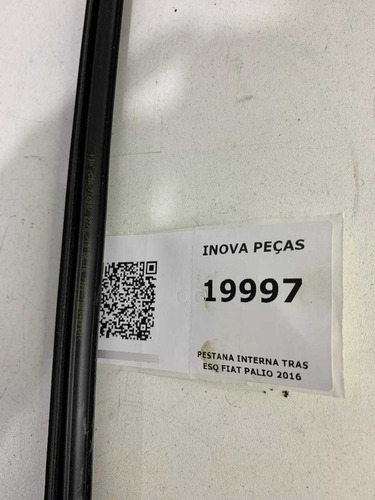 INOVA PEÇAS
19997
PESTANA INTERNA TRAS
ESQ FIAT PALIO 2016